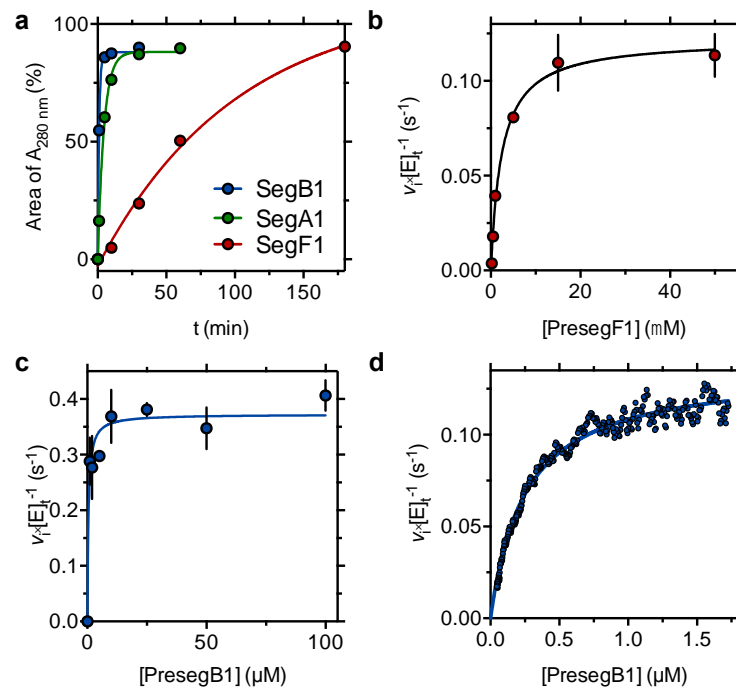 a
Area of A280 nm (%)
100
50
0
SegB1
SegA1
SegF1
0 50 100 150
t (min)
b
vi×[E]t-1 (s-1)
0.10
0.05
0.00
0 20 40
[PresegF1] (mM)
c
vi×[E]t-1 (s-1)
0.4
0.3
0.2
0.1
0.0
0 50 100
[PresegB1] (µM)
d
vi×[E]t-1 (s-1)
0.10
0.05
0.00
0.0 0.5 1.0 1.5
[PresegB1] (µM)